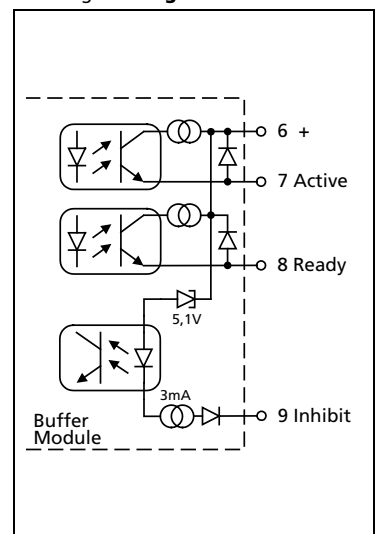 6 +
7 Active
8 Ready
5,1V
3mA
9 Inhibit
Buffer
Module